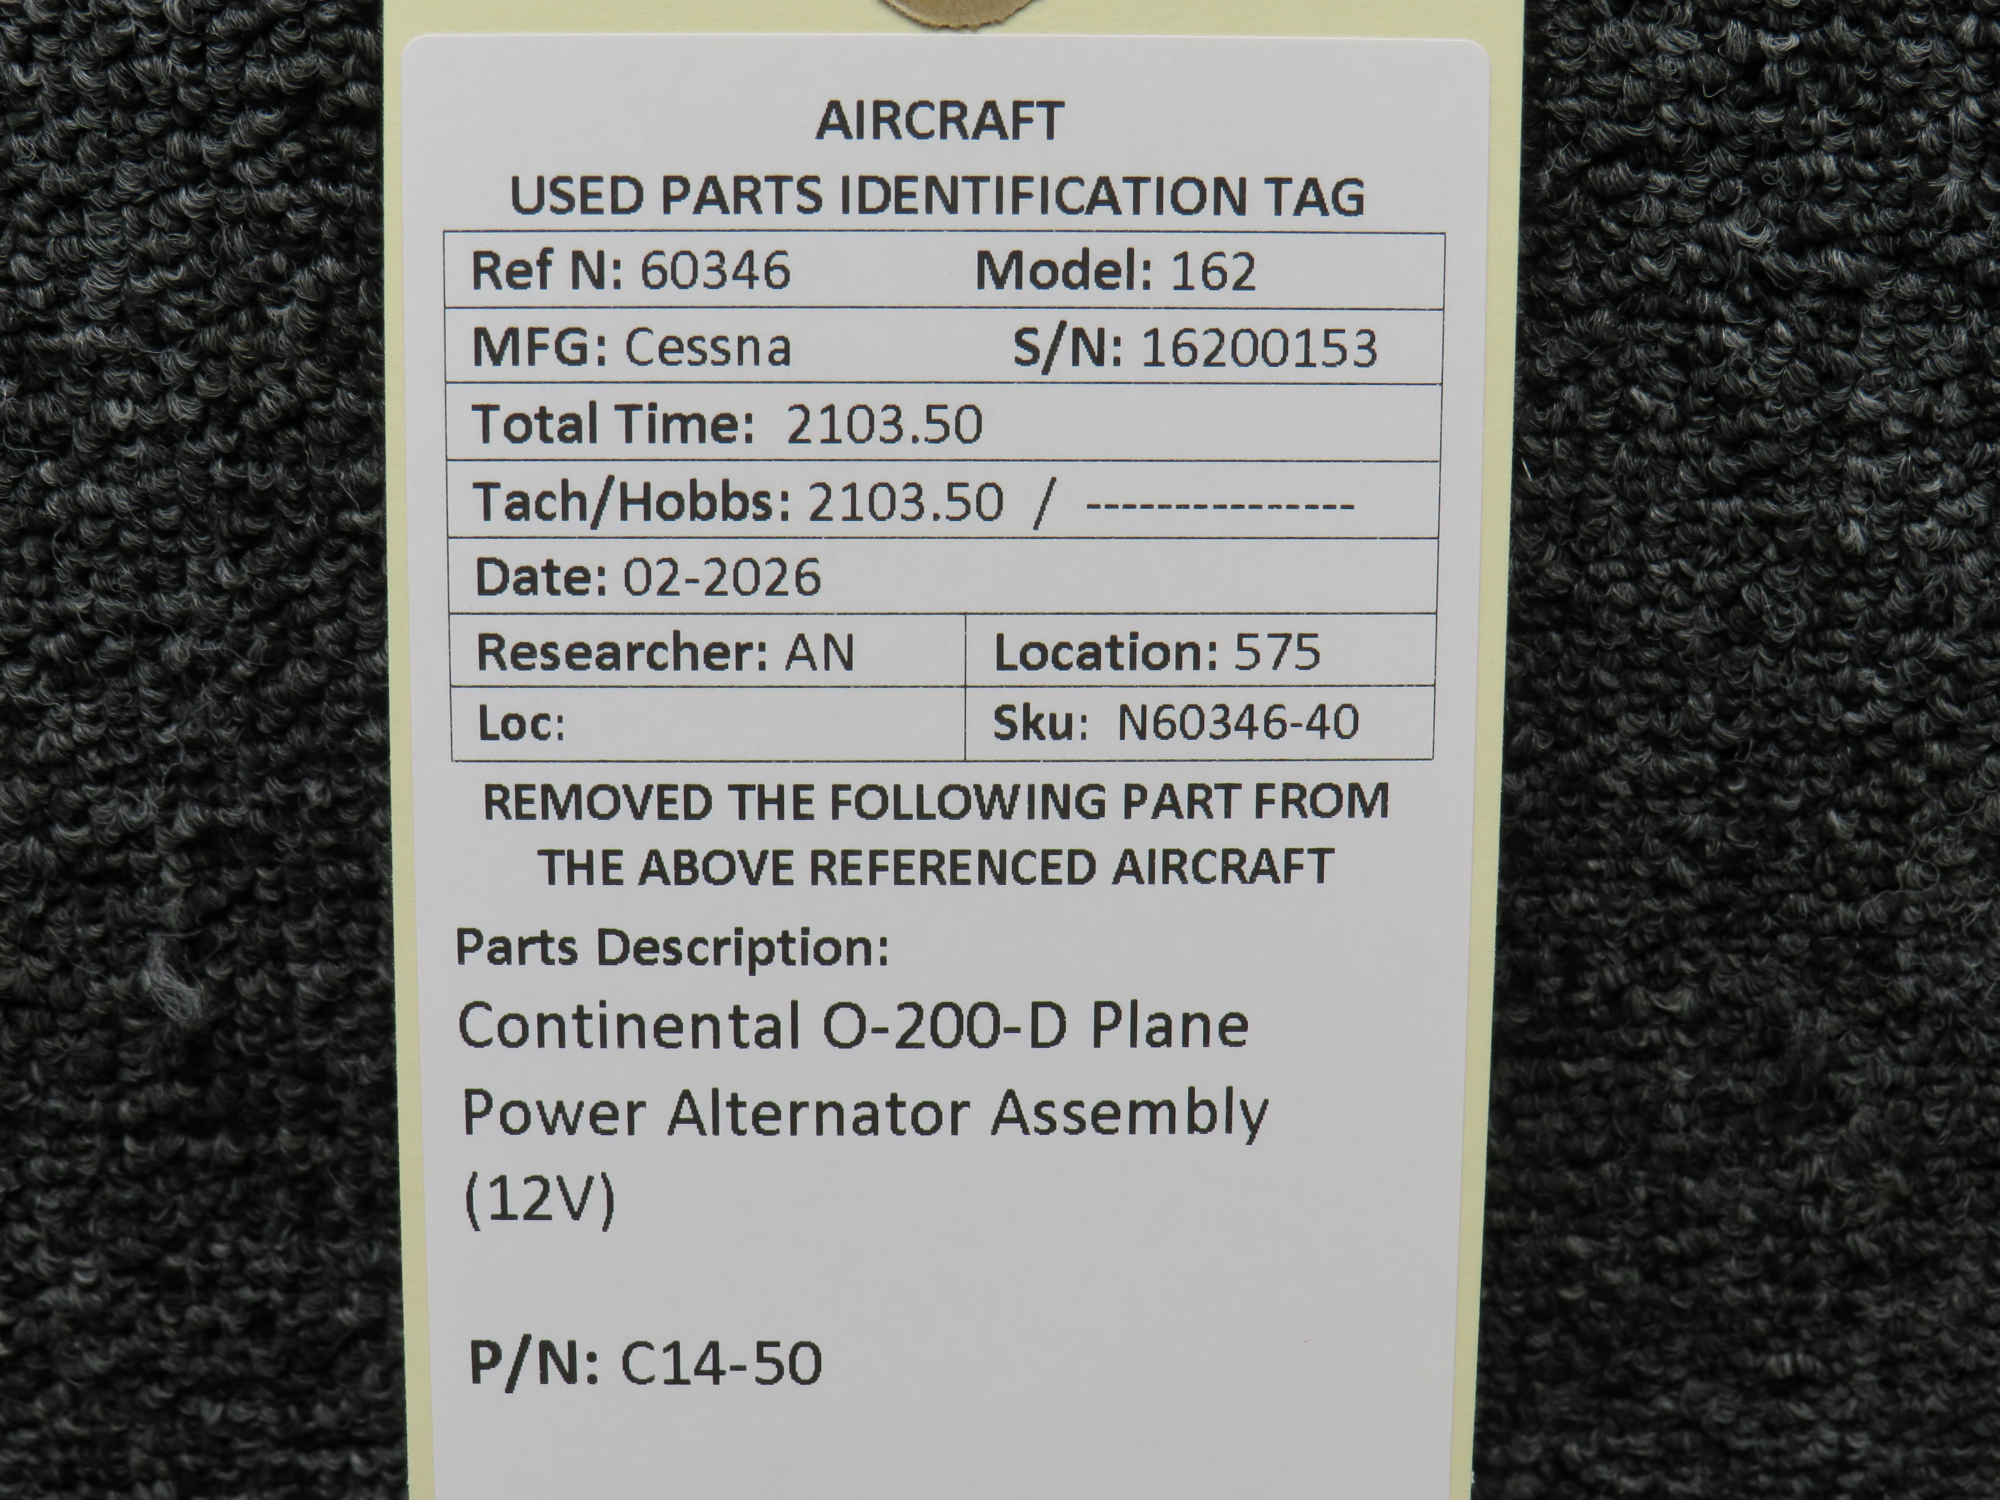 AIRCRAFT
USED PARTS IDENTIFICATION TAG
Ref N: 60346 Model: 162
MFG: Cessna S/N: 16200153
Total Time: 2103.50
Tach/Hobbs: 2103.50 / ---------------
Date: 02-2026
Researcher: AN Location: 575
Loc: Sku: N60346-40
REMOVED THE FOLLOWING PART FROM
THE ABOVE REFERENCED AIRCRAFT
Parts Description:
Continental O-200-D Plane
Power Alternator Assembly
(12V)
P/N: C14-50